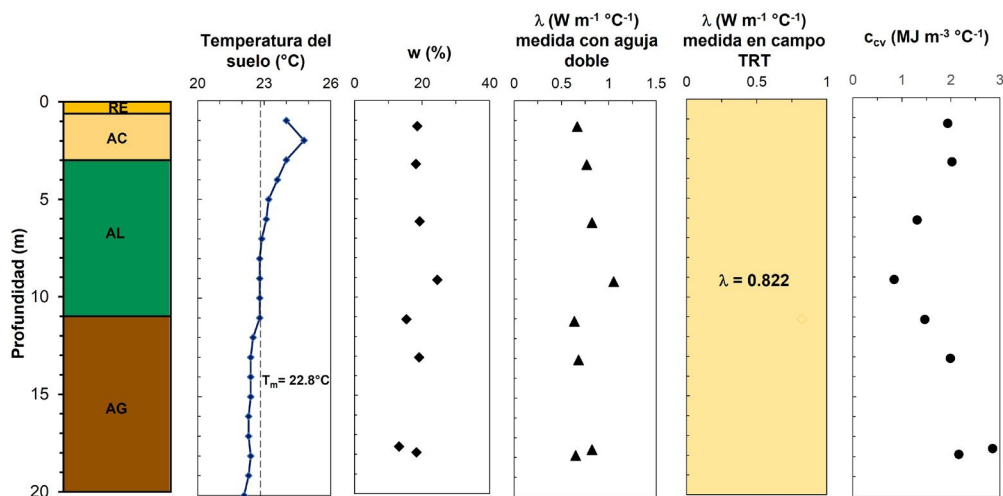 Temperatura del
suelo (°C)
20 23 26
w (%)
0 20 40
λ (W m⁻¹ °C⁻¹)
medida con aguja
doble
0 0.5 1 1.5
λ (W m⁻¹ °C⁻¹)
medida en campo
TRT
0 0.5 1
c_cv (MJ m⁻³ °C⁻¹)
0 1 2 3
Profundidad (m)
0
5
10
15
20
RE
AC
AL
AG
T_m= 22.8°C
λ = 0.822